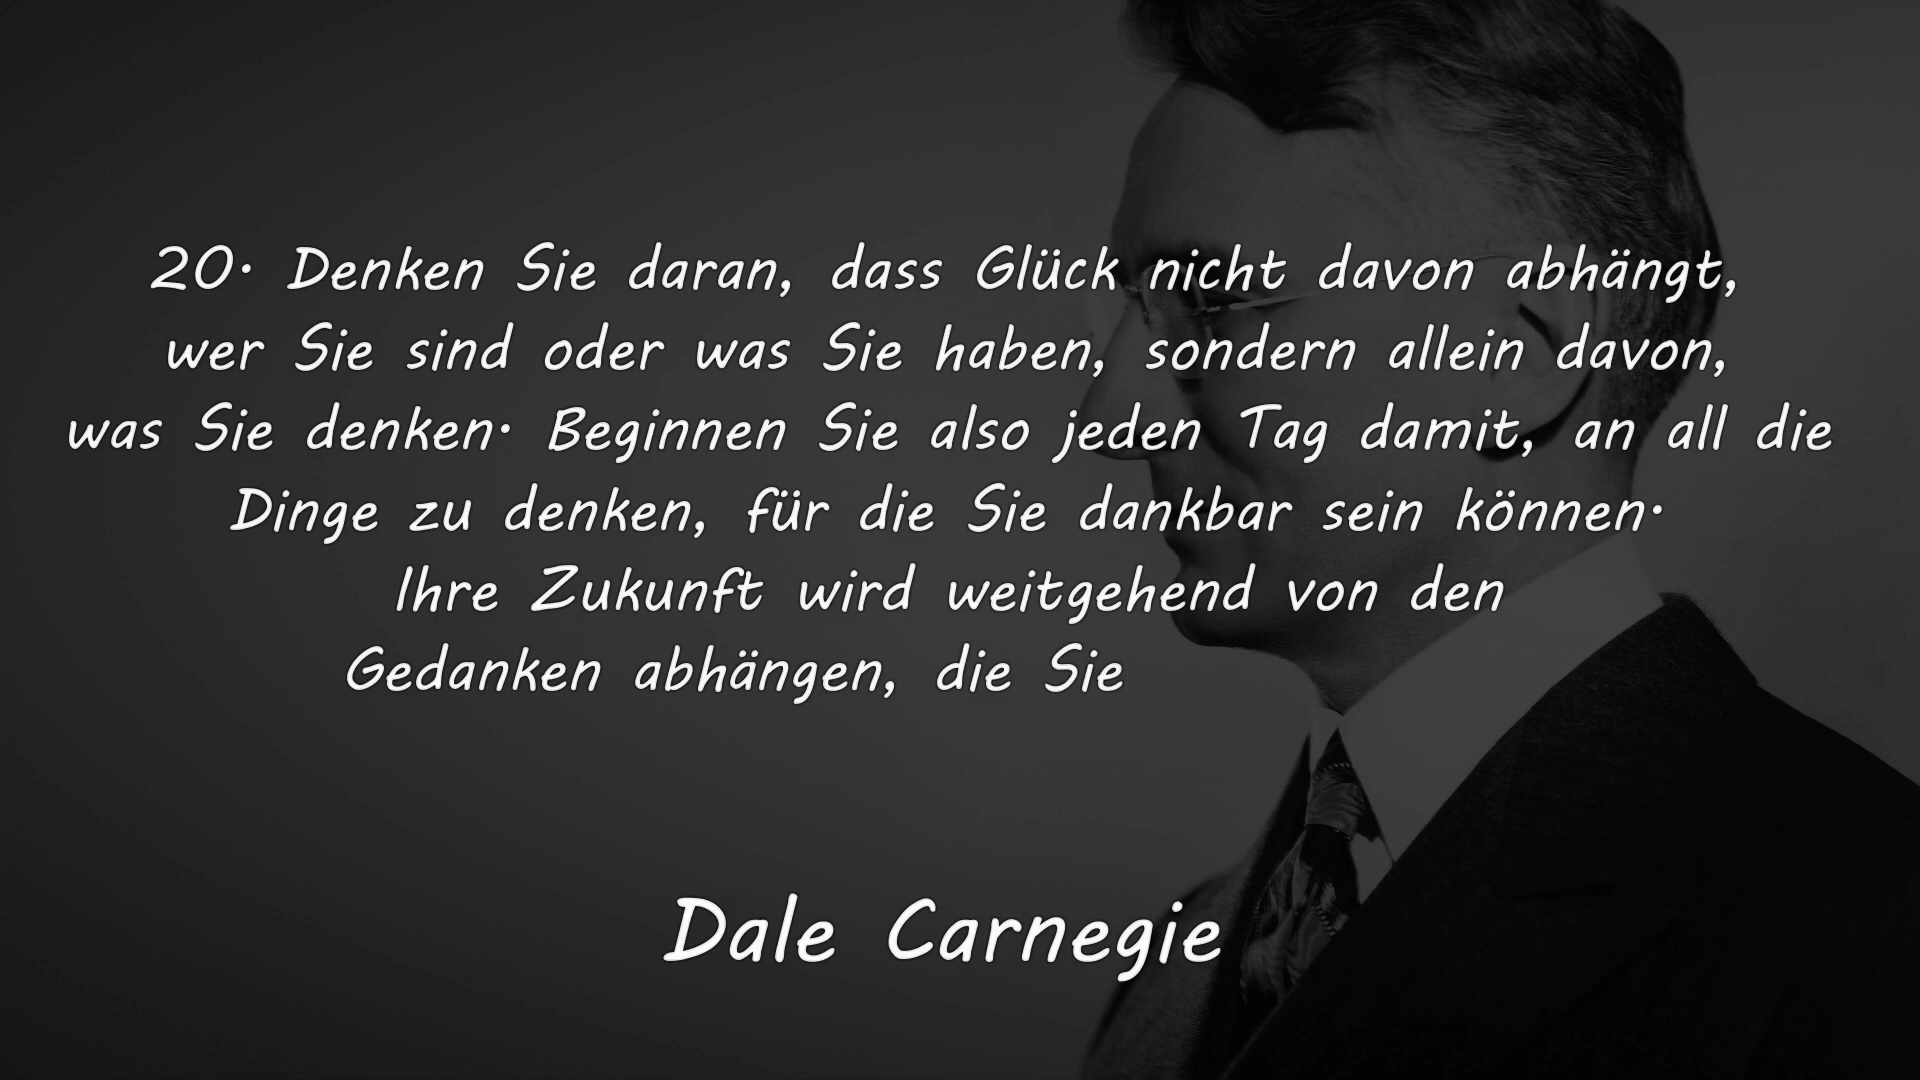 20. Denken Sie daran, dass Glück nicht davon abhängt,
wer Sie sind oder was Sie haben, sondern allein davon,
was Sie denken. Beginnen Sie also jeden Tag damit, an all die
Dinge zu denken, für die Sie dankbar sein können.
Ihre Zukunft wird weitgehend von den
Gedanken abhängen, die Sie
Dale Carnegie